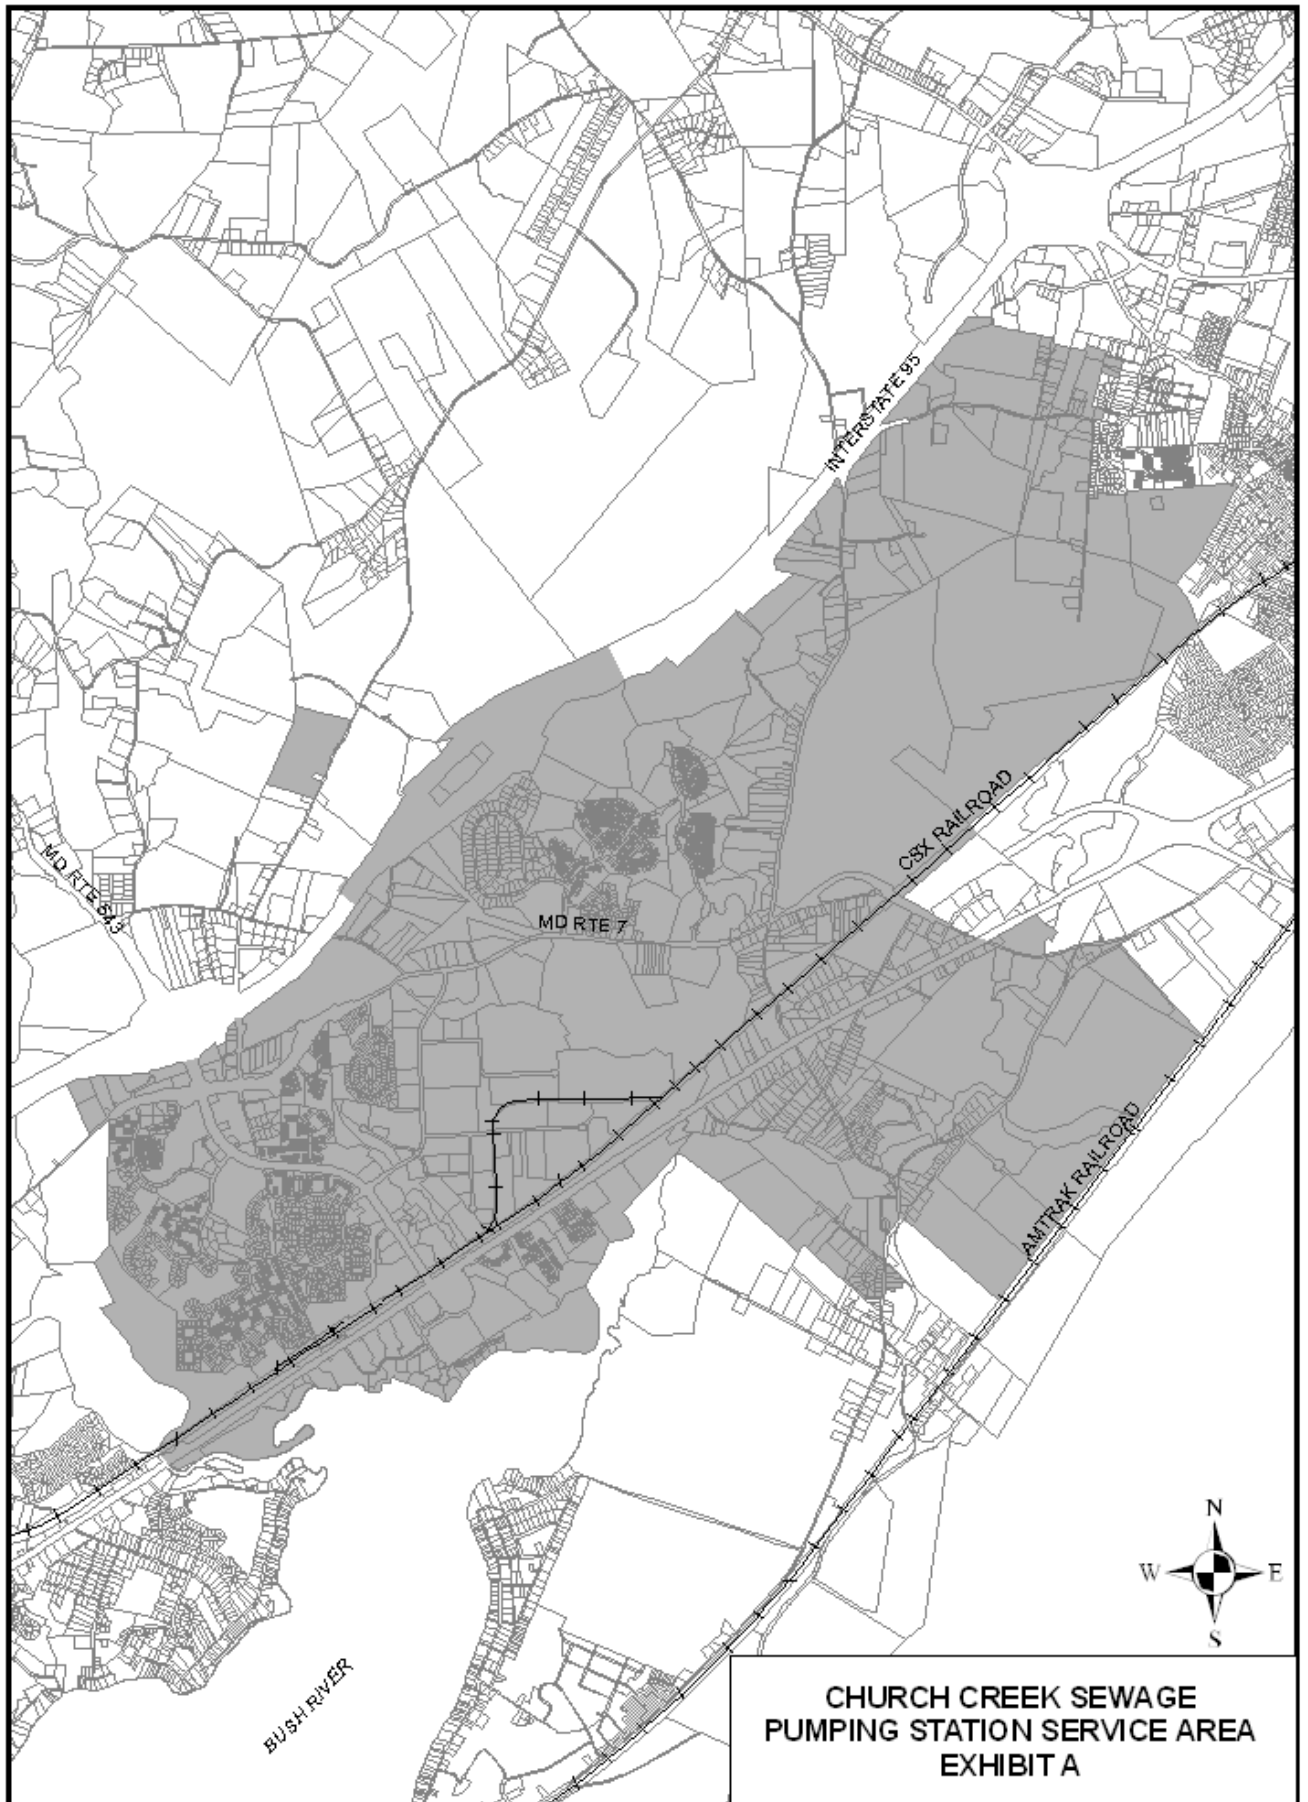 INTERSTATE 95
CSX RAILROAD
MD RTE 543
MD RTE 7
AMTRAK RAILROAD
N
W E
S
BUSH RIVER
CHURCH CREEK SEWAGE
PUMPING STATION SERVICE AREA
EXHIBIT A